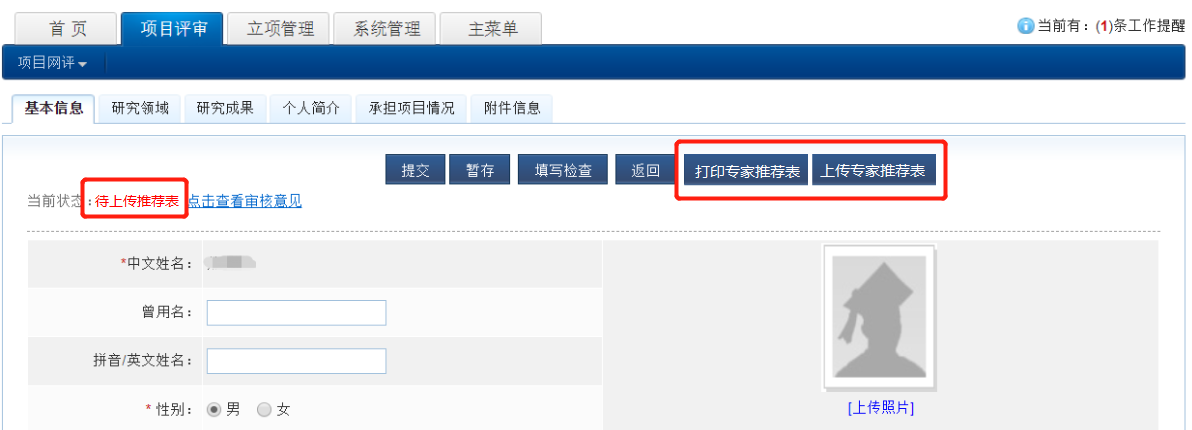 首 页 项目评审 立项管理 系统管理 主菜单 当前有：(1)条工作提醒
项目网评
基本信息 研究领域 研究成果 个人简介 承担项目情况 附件信息
提交 暂存 填写检查 返回 打印专家推荐表 上传专家推荐表
当前状态:待上传推荐表 点击查看审核意见
*中文姓名：
曾用名：
拼音/英文姓名：
* 性别： 男 女
[上传照片]